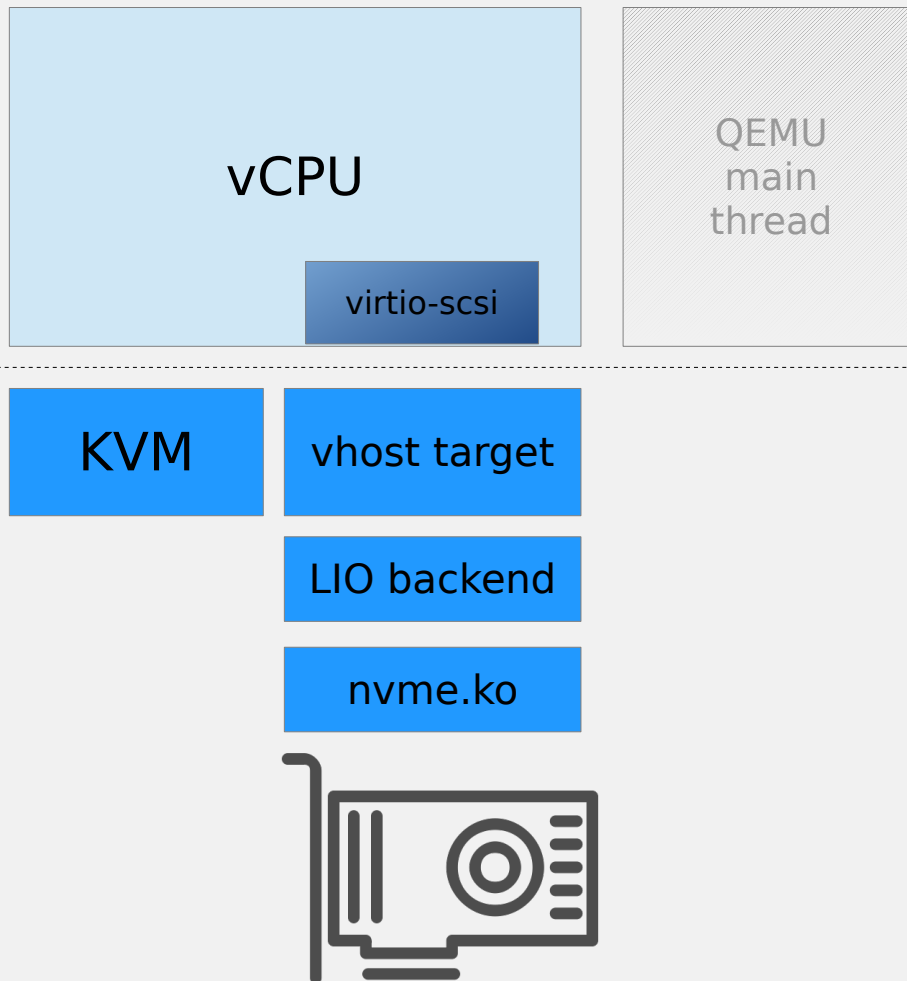 vCPU
QEMU
main
thread
virtio-scsi
KVM
vhost target
LIO backend
nvme.ko